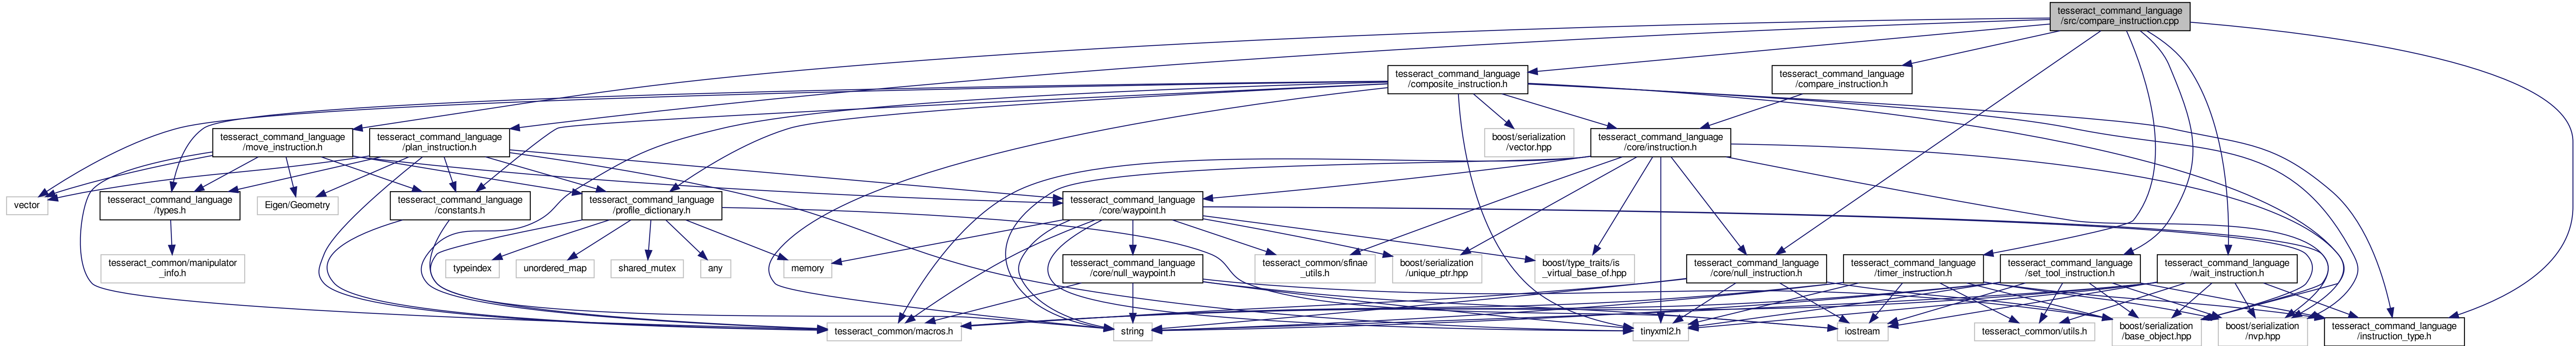 tesseract_command_language
/src/compare_instruction.cpp
tesseract_command_language
/composite_instruction.h
tesseract_command_language
/compare_instruction.h
tesseract_command_language
/move_instruction.h
tesseract_command_language
/plan_instruction.h
boost/serialization
/vector.hpp
tesseract_command_language
/core/instruction.h
vector
tesseract_command_language
/types.h
Eigen/Geometry
tesseract_command_language
/constants.h
tesseract_command_language
/profile_dictionary.h
tesseract_command_language
/core/waypoint.h
tesseract_common/manipulator
_info.h
typeindex
unordered_map
shared_mutex
any
memory
tesseract_command_language
/core/null_waypoint.h
tesseract_common/sfinae
_utils.h
boost/serialization
/unique_ptr.hpp
boost/type_traits/is
_virtual_base_of.hpp
tesseract_command_language
/core/null_instruction.h
tesseract_command_language
/timer_instruction.h
tesseract_command_language
/set_tool_instruction.h
tesseract_command_language
/wait_instruction.h
tesseract_common/macros.h
string
tinyxml2.h
iostream
tesseract_common/utils.h
boost/serialization
/base_object.hpp
boost/serialization
/nvp.hpp
tesseract_command_language
/instruction_type.h